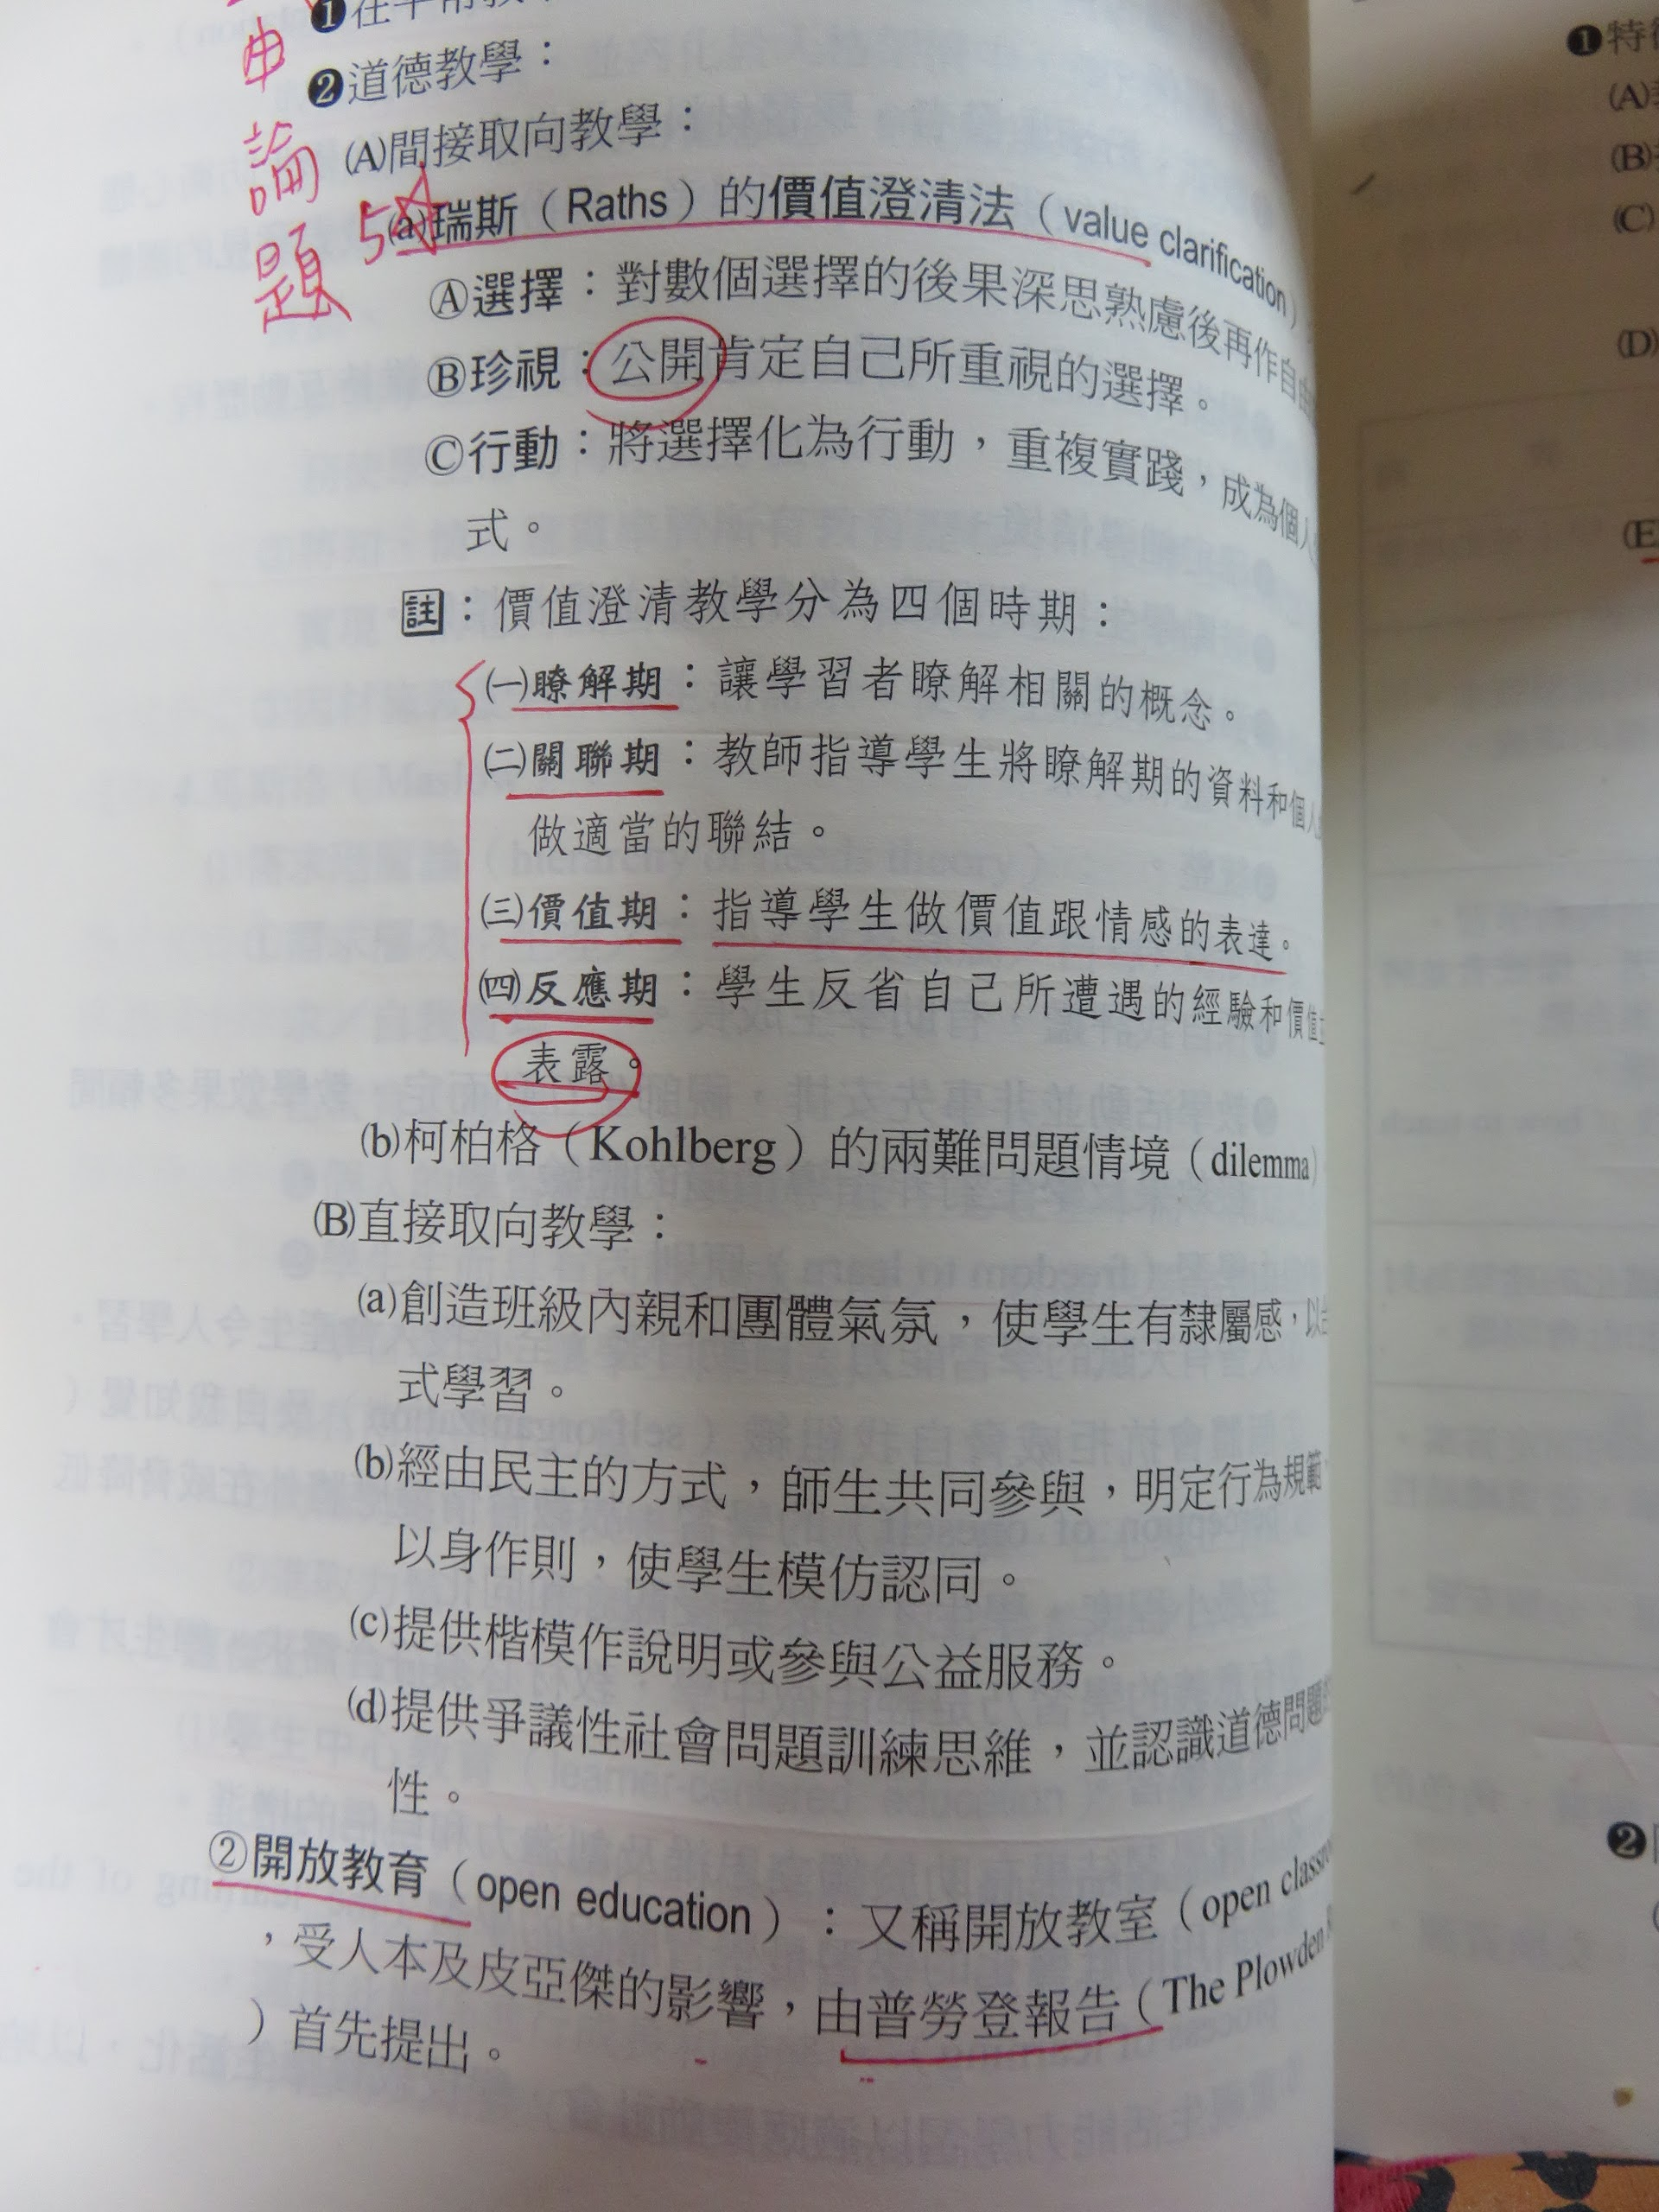 申論題
5☆
❶在平常教
❷道德教學：
(A)間接取向教學：
(a)瑞斯（Raths）的價值澄清法（value clarification）
Ⓐ選擇：對數個選擇的後果深思熟慮後再作自由
Ⓑ珍視：公開肯定自己所重視的選擇。
Ⓒ行動：將選擇化為行動，重複實踐，成為個人
式。
註：價值澄清教學分為四個時期：
㈠瞭解期：讓學習者瞭解相關的概念。
㈡關聯期：教師指導學生將瞭解期的資料和個人
做適當的聯結。
㈢價值期：指導學生做價值跟情感的表達。
㈣反應期：學生反省自己所遭遇的經驗和價值
表露。
(b)柯柏格（Kohlberg）的兩難問題情境（dilemma）
(B)直接取向教學：
(a)創造班級內親和團體氣氛，使學生有隸屬感，以
式學習。
(b)經由民主的方式，師生共同參與，明定行為規範，
以身作則，使學生模仿認同。
(c)提供楷模作說明或參與公益服務。
(d)提供爭議性社會問題訓練思維，並認識道德問題
性。
②開放教育（open education）：又稱開放教室（open
，受人本及皮亞傑的影響，由普勞登報告（The Plowden
）首先提出。
❶特
(A)
(B)
(C)
(D)
(E)
❷